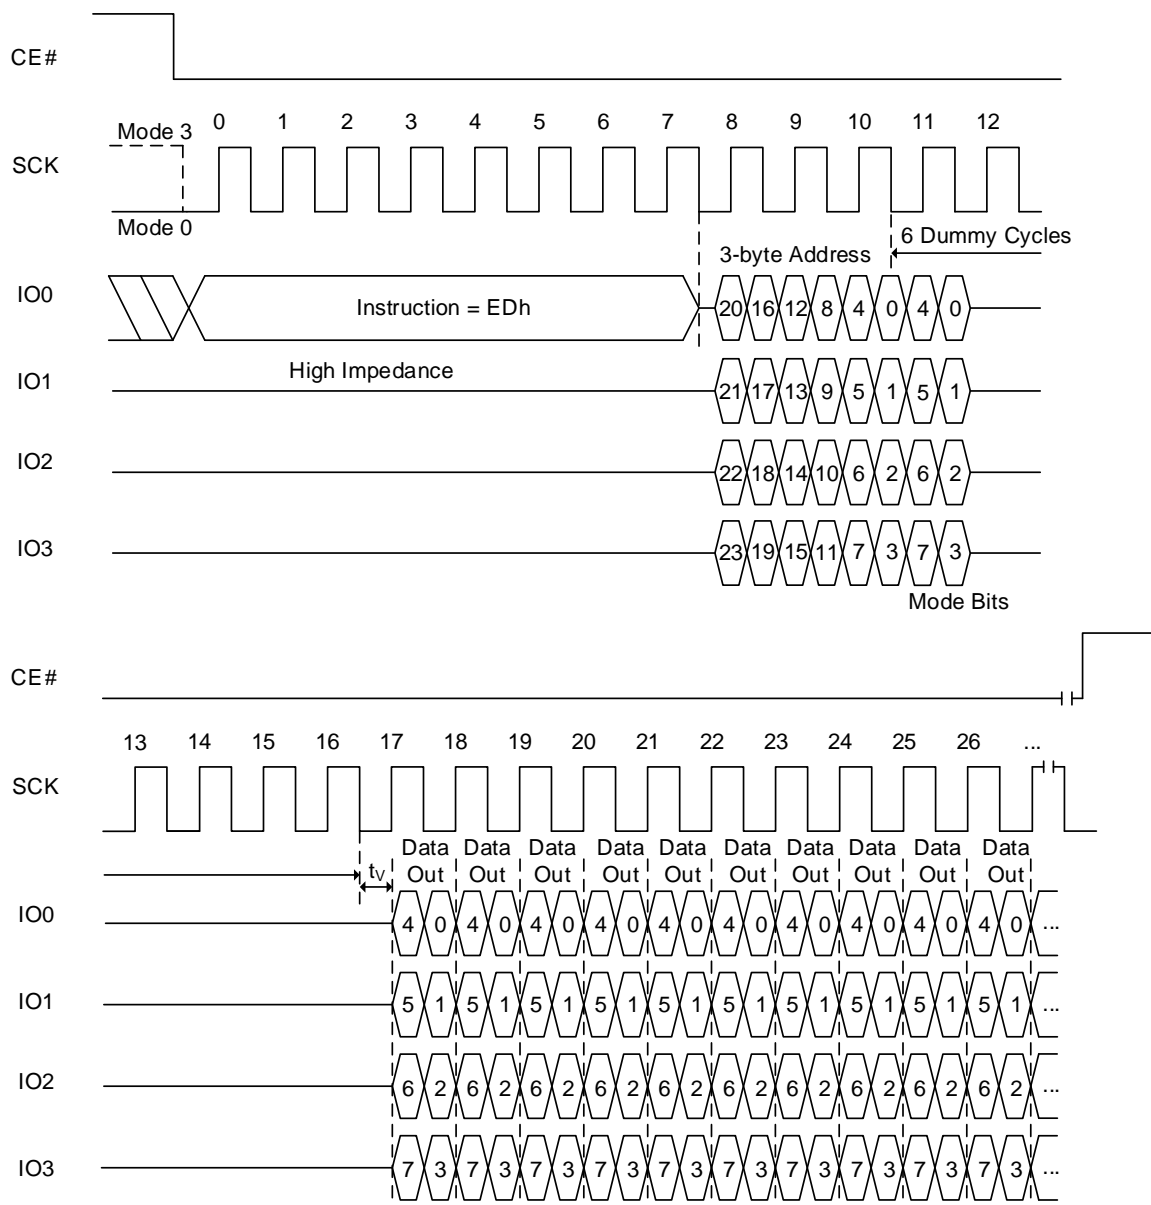 CE#
Mode 3 0 1 2 3 4 5 6 7 8 9 10 11 12
SCK
Mode 0
6 Dummy Cycles
3-byte Address
IO0 Instruction = EDh 20 16 12 8 4 0 4 0
High Impedance
IO1 21 17 13 9 5 1 5 1
IO2 22 18 14 10 6 2 6 2
IO3 23 19 15 11 7 3 7 3
Mode Bits
CE#
13 14 15 16 17 18 19 20 21 22 23 24 25 26 ...
SCK
Data Data Data Data Data Data Data Data Data Data
tV Out Out Out Out Out Out Out Out Out Out
IO0 4 0 4 0 4 0 4 0 4 0 4 0 4 0 4 0 4 0 4 0 ...
IO1 5 1 5 1 5 1 5 1 5 1 5 1 5 1 5 1 5 1 5 1 ...
IO2 6 2 6 2 6 2 6 2 6 2 6 2 6 2 6 2 6 2 6 2 ...
IO3 7 3 7 3 7 3 7 3 7 3 7 3 7 3 7 3 7 3 7 3 ...